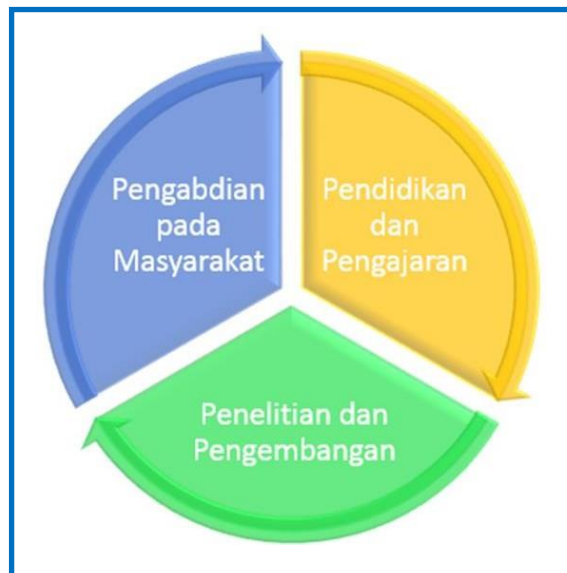 Pengabdian
pada
Masyarakat
Pendidikan
dan
Pengajaran
Penelitian dan
Pengembangan